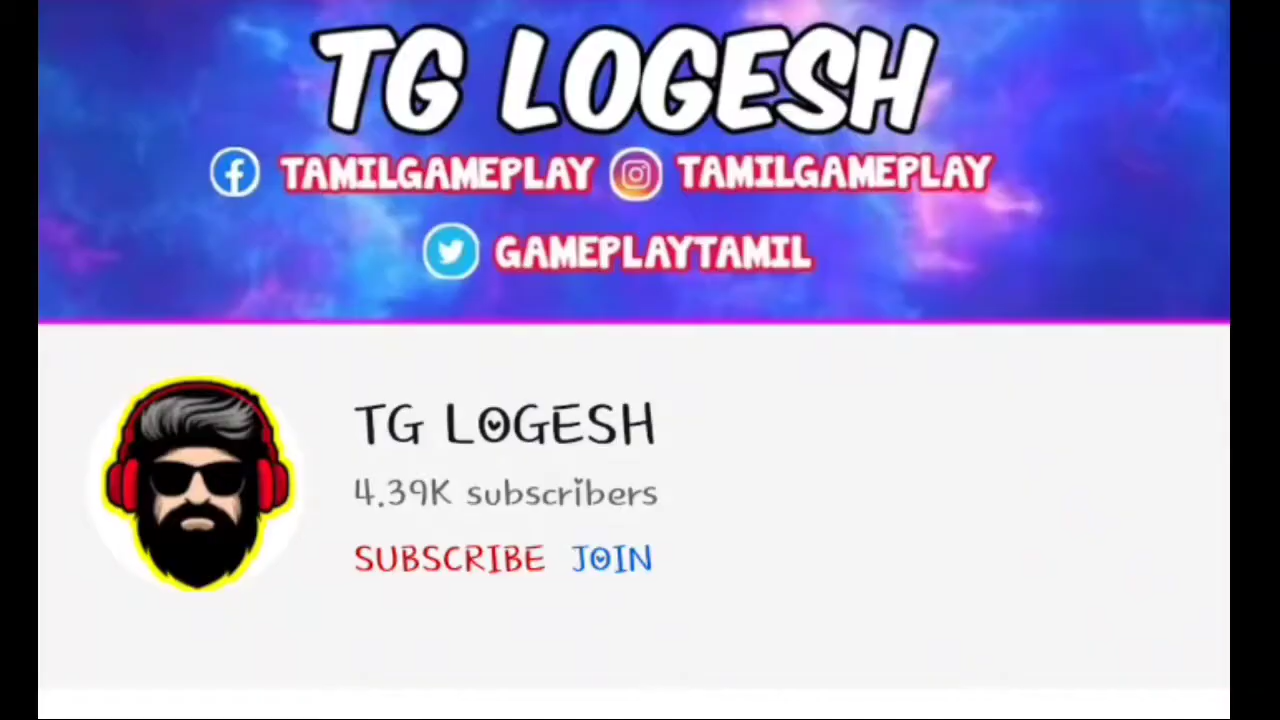 TG LOGESH
TAMILGAMEPLAY TAMILGAMEPLAY
GAMEPLAYTAMIL
TG LOGESH
4.39K subscribers
SUBSCRIBE JOIN